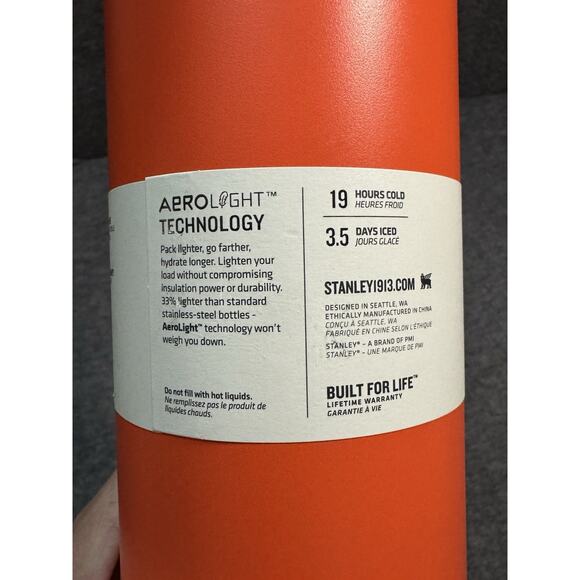 AEROLIGHT™
TECHNOLOGY
Pack lighter, go farther,
hydrate longer. Lighten your
load without compromising
insulation power or durability.
33% lighter than standard
stainless-steel bottles -
AeroLight™ technology won't
weigh you down.
Do not fill with hot liquids.
Ne remplissez pas le produit de
liquides chauds.
19 HOURS COLD
HEURES FROID
3.5 DAYS ICED
JOURS GLACÉ
STANLEY1913.COM
DESIGNED IN SEATTLE, WA
ETHICALLY MANUFACTURED IN CHINA
CONÇU À SEATTLE, WA
FABRIQUÉ EN CHINE SELON L'ÉTHIQUE
STANLEY® - A BRAND OF PMI
STANLEY® - UNE MARQUE DE PMI
BUILT FOR LIFE™
LIFETIME WARRANTY
GARANTIE À VIE